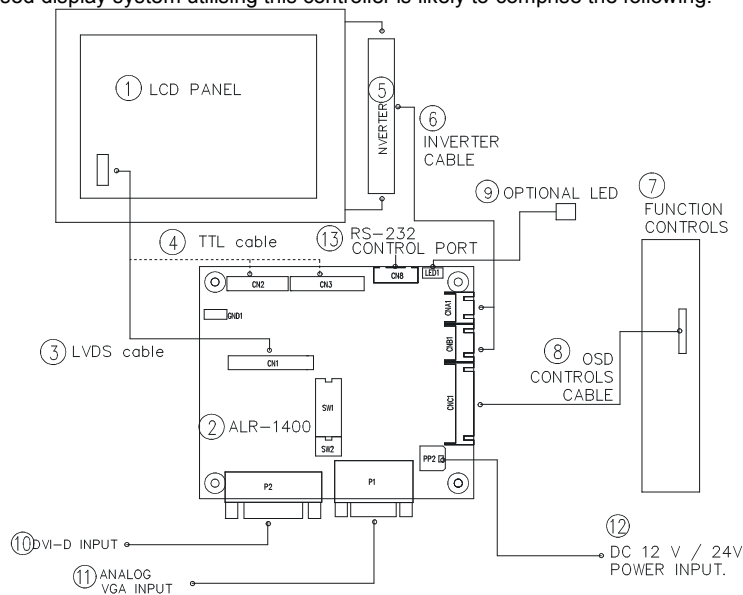 sed display system utilising this controller is likely to comprise the following:
1 LCD PANEL
5
NVERTER
6
INVERTER
CABLE
9 OPTIONAL LED
7
FUNCTION
CONTROLS
4 TTL cable
13 RS-232
CONTROL PORT
CN2
CN3
CN8
LED1
GND1
CNA1
CNB1
3 LVDS cable
CN1
8 OSD
CONTROLS
CABLE
CNC1
SW1
2 ALR-1400
SW2
PP2
P2
P1
12
10 DVI-D INPUT
DC 12 V / 24V
POWER INPUT.
11 ANALOG
VGA INPUT